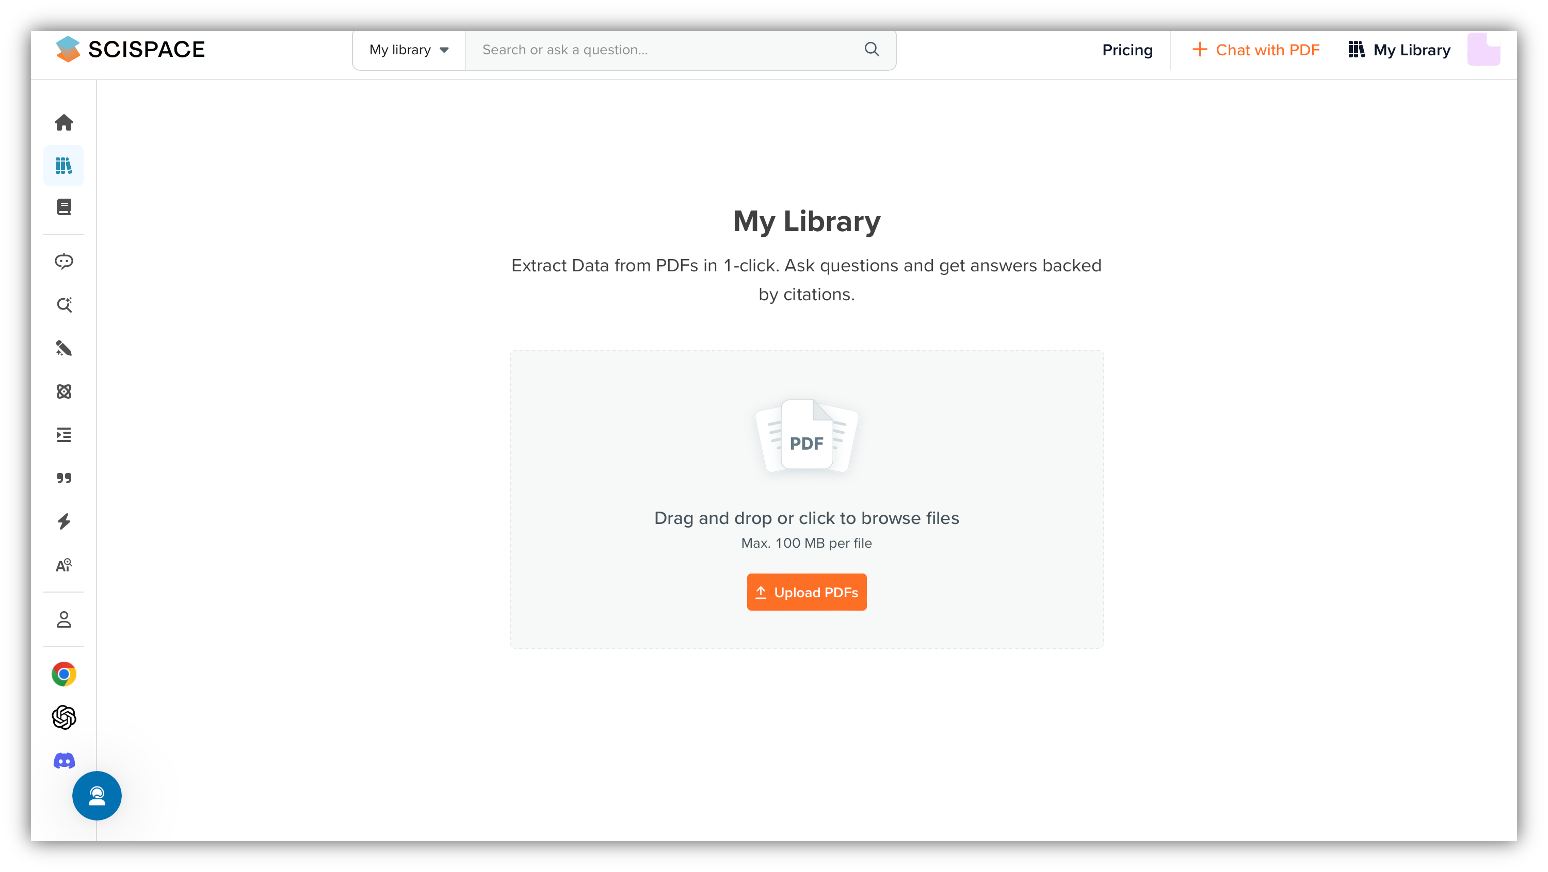 SCISPACE
My library
Search or ask a question...
Pricing
Chat with PDF
My Library
My Library
Extract Data from PDFs in 1-click. Ask questions and get answers backed
by citations.
PDF
Drag and drop or click to browse files
Max. 100 MB per file
Upload PDFs
Ai